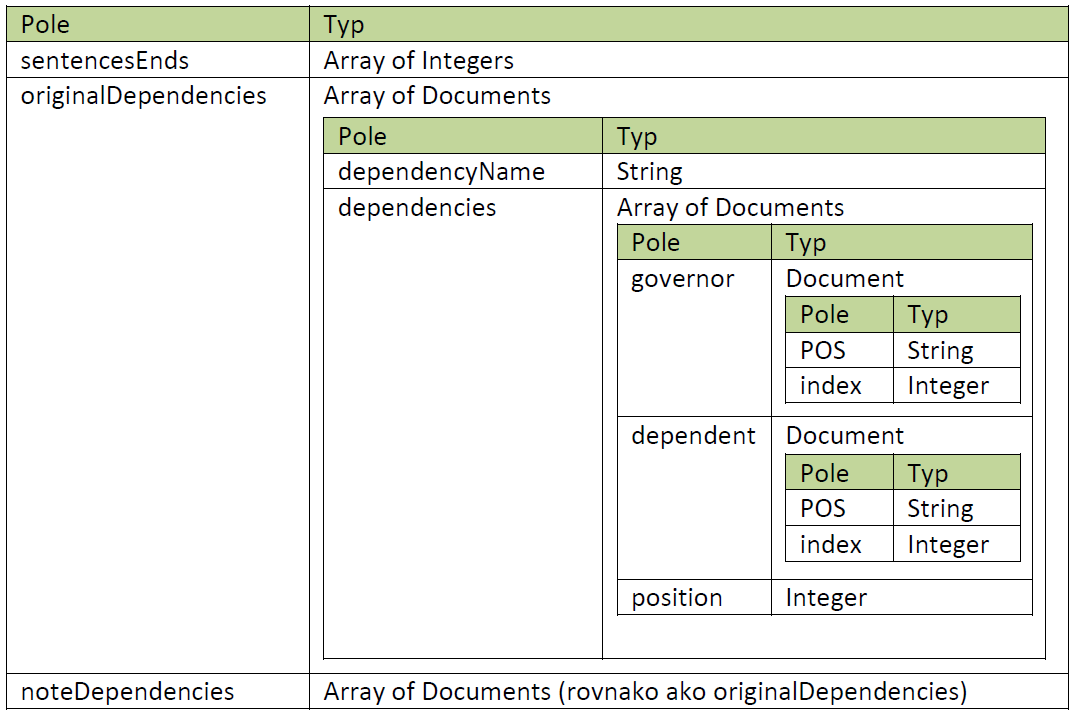 Pole Typ
sentencesEnds Array of Integers
originalDependencies Array of Documents
Pole Typ
dependencyName String
dependencies Array of Documents
Pole Typ
governor Document
Pole Typ
POS String
index Integer
dependent Document
Pole Typ
POS String
index Integer
position Integer
noteDependencies Array of Documents (rovnako ako originalDependencies)